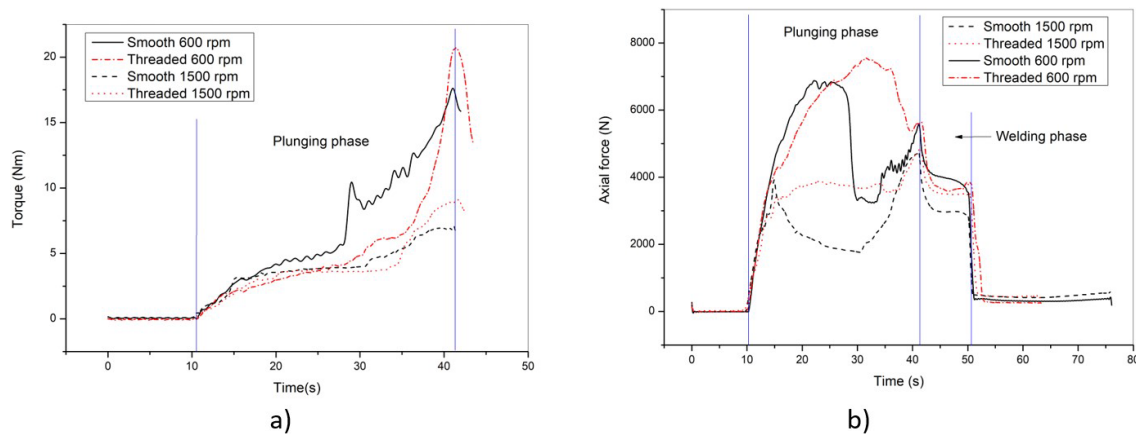 Smooth 600 rpm
Threaded 600 rpm
Smooth 1500 rpm
Threaded 1500 rpm
Plunging phase
20
15
10
5
0
Torque (Nm)
0
10
20
30
40
50
Time(s)
a)
Plunging phase
Smooth 1500 rpm
Threaded 1500 rpm
Smooth 600 rpm
Threaded 600 rpm
Welding phase
8000
6000
4000
2000
0
Axial force (N)
0
10
20
30
40
50
60
70
80
Time (s)
b)